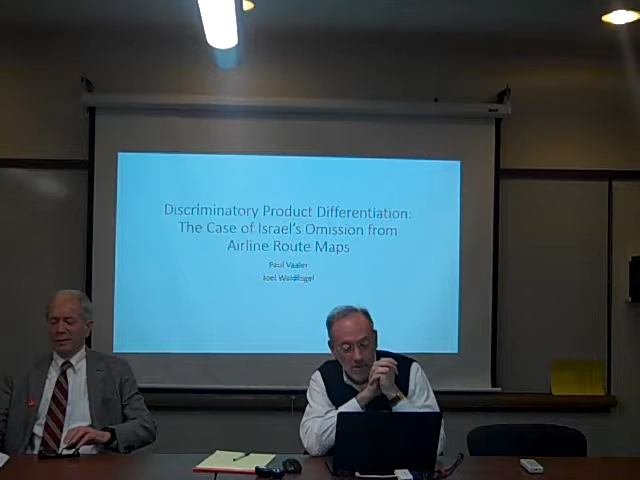 Discriminatory Product Differentiation:
The Case of Israel's Omission from
Airline Route Maps
Paul Vaaler
Joel Waldfogel